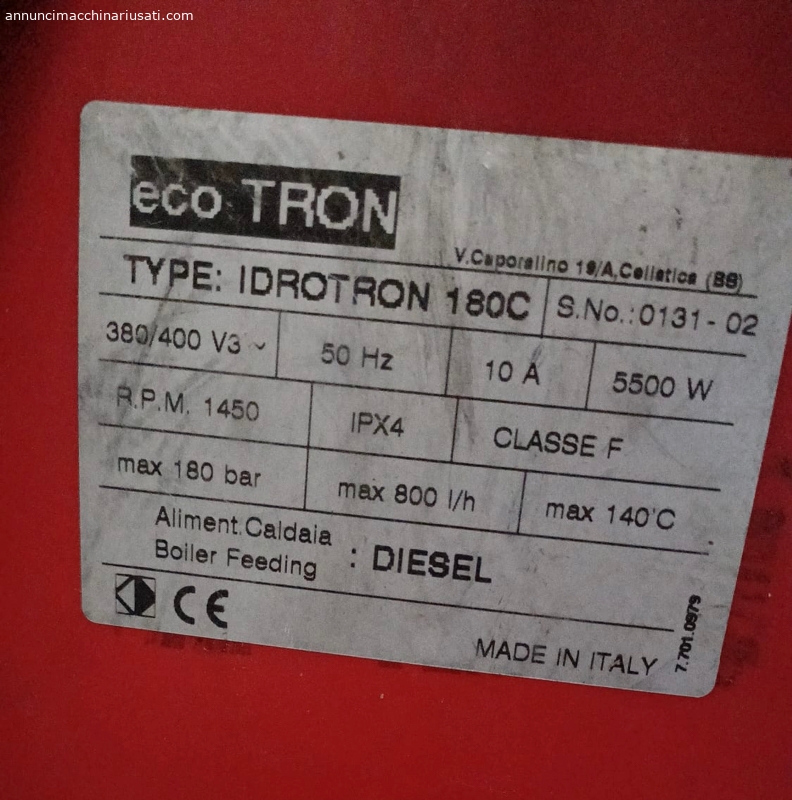 annuncimacchinariusati.com
eco TRON
V.Caporalino 19/A,Cellatica (BS)
TYPE: IDROTRON 180C S.No.:0131-02
380/400 V3~ 50 Hz 10 A 5500 W
R.P.M. 1450 IPX4 CLASSE F
max 180 bar max 800 l/h max 140°C
Aliment.Caldaia
Boiler Feeding : DIESEL
CE
MADE IN ITALY
7.701.0979